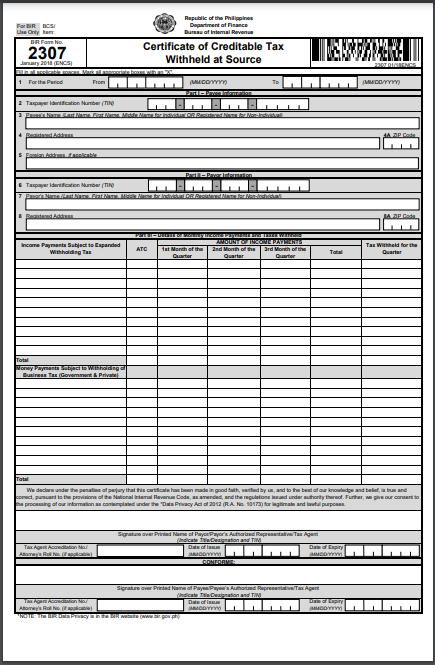 Republic of the Philippines
Department of Finance
Bureau of Internal Revenue
For BIR BCS/
Use Only Item:
BIR Form No.
2307
January 2018 (ENCS)
Certificate of Creditable Tax
Withheld at Source
2307 01/18ENCS
Fill in all applicable spaces. Mark all appropriate boxes with an "X".
1 For the Period From (MM/DD/YYYY) To (MM/DD/YYYY)
Part I – Payee Information
2 Taxpayer Identification Number (TIN) - - -
3 Payee's Name (Last Name, First Name, Middle Name for Individual OR Registered Name for Non-Individual)
4 Registered Address 4A ZIP Code
5 Foreign Address, if applicable
Part II – Payor Information
6 Taxpayer Identification Number (TIN) - - -
7 Payor's Name (Last Name, First Name, Middle Name for Individual OR Registered Name for Non-Individual)
8 Registered Address 8A ZIP Code
Part III – Details of Monthly Income Payments and Taxes Withheld
Income Payments Subject to Expanded Withholding Tax
ATC
AMOUNT OF INCOME PAYMENTS
1st Month of the Quarter
2nd Month of the Quarter
3rd Month of the Quarter
Total
Tax Withheld for the Quarter
Total
Money Payments Subject to Withholding of
Business Tax (Government & Private)
Total
We declare under the penalties of perjury that this certificate has been made in good faith, verified by us, and to the best of our knowledge and belief, is true and
correct, pursuant to the provisions of the National Internal Revenue Code, as amended, and the regulations issued under authority thereof. Further, we give our consent to
the processing of our information as contemplated under the *Data Privacy Act of 2012 (R.A. No. 10173) for legitimate and lawful purposes.
Signature over Printed Name of Payor/Payor's Authorized Representative/Tax Agent
(Indicate Title/Designation and TIN)
Tax Agent Accreditation No./
Attorney's Roll No. (if applicable)
Date of Issue
(MM/DD/YYYY)
Date of Expiry
(MM/DD/YYYY)
CONFORME:
Signature over Printed Name of Payee/Payee's Authorized Representative/Tax Agent
(Indicate Title/Designation and TIN)
Tax Agent Accreditation No./
Attorney's Roll No. (if applicable)
Date of Issue
(MM/DD/YYYY)
Date of Expiry
(MM/DD/YYYY)
*NOTE: The BIR Data Privacy is in the BIR website (www.bir.gov.ph)